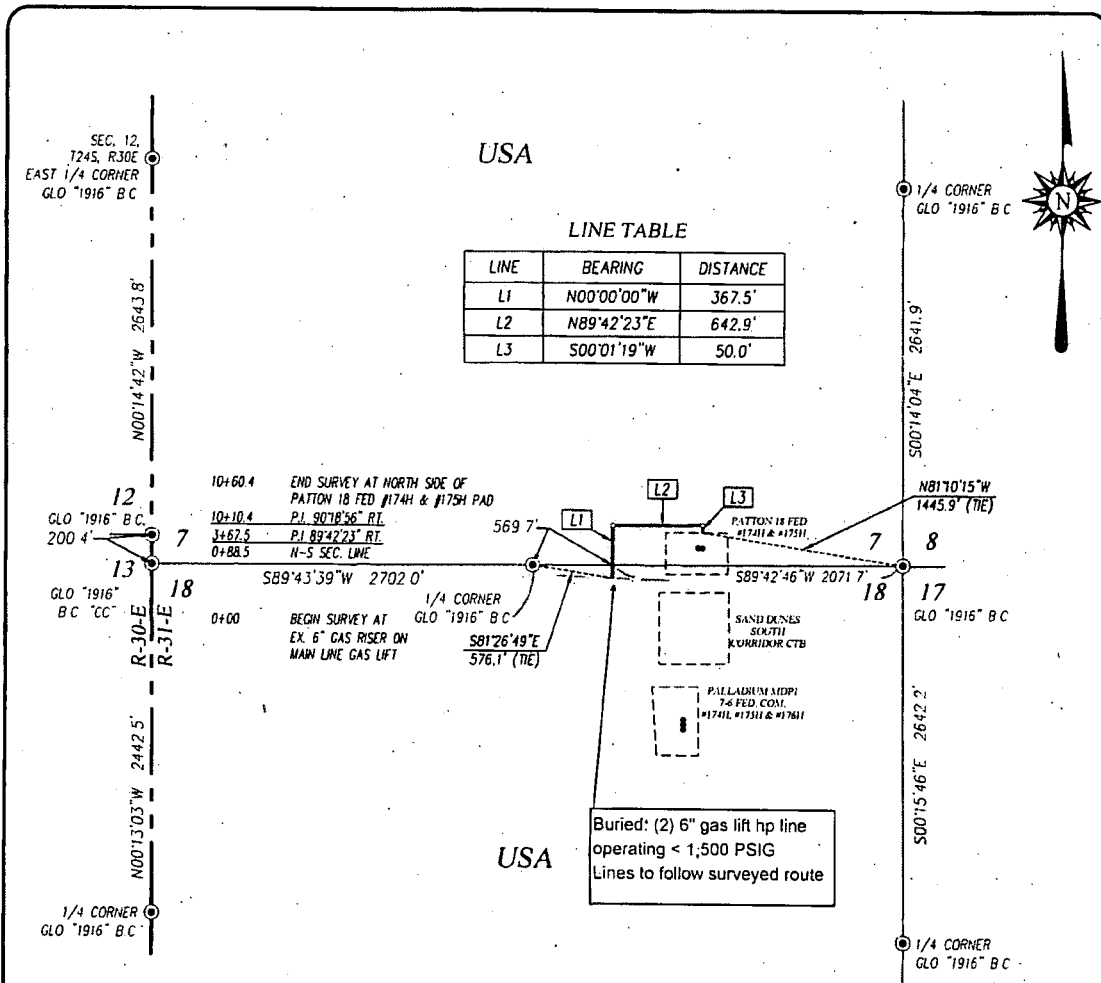 SEC, 12,
T24S, R30E
EAST 1/4 CORNER
GLO "1916" B C
USA
1/4 CORNER
GLO "1916" B C
N
LINE TABLE
LINE BEARING DISTANCE
L1 N00°00'00"W 367.5'
L2 N89°42'23"E 642.9'
L3 S00°01'19"W 50.0'
N00°14'42"W 2643.8'
S00°14'04"E 2641.9'
10+60.4 END SURVEY AT NORTH SIDE OF
PATTON 18 FED #174H & #175H PAD
10+10.4 P.I. 90°18'56" RT.
3+67.5 P.I 89°42'23" RT.
0+88.5 N-S SEC. LINE
12
GLO "1916" B C.
200 4'
7
13
18
GLO "1916"
B C "CC"
R-30-E
R-31-E
569 7'
L1
L2
L3
PATTON 18 FED
#174H & #175H
N81°10'15"W
1445.9' (TIE)
7
8
18
17
GLO "1916" B C
S89°43'39"W 2702 0'
S89°42'46"W 2071 7'
1/4 CORNER
GLO "1916" B C
0+00 BEGIN SURVEY AT
EX. 6" GAS RISER ON
MAIN LINE GAS LIFT
S81°26'49"E
576.1' (TIE)
SAND DUNES
SOUTH
CORRIDOR CTB
PALLADIUM MDP1
7-6 FED. COM.
#174H, #175H & #176H
N00°13'03"W 2442 5'
S00°15'46"E 2642 2'
Buried: (2) 6" gas lift hp line
operating < 1,500 PSIG
Lines to follow surveyed route
USA
1/4 CORNER
GLO "1916" B C
1/4 CORNER
GLO "1916" B C